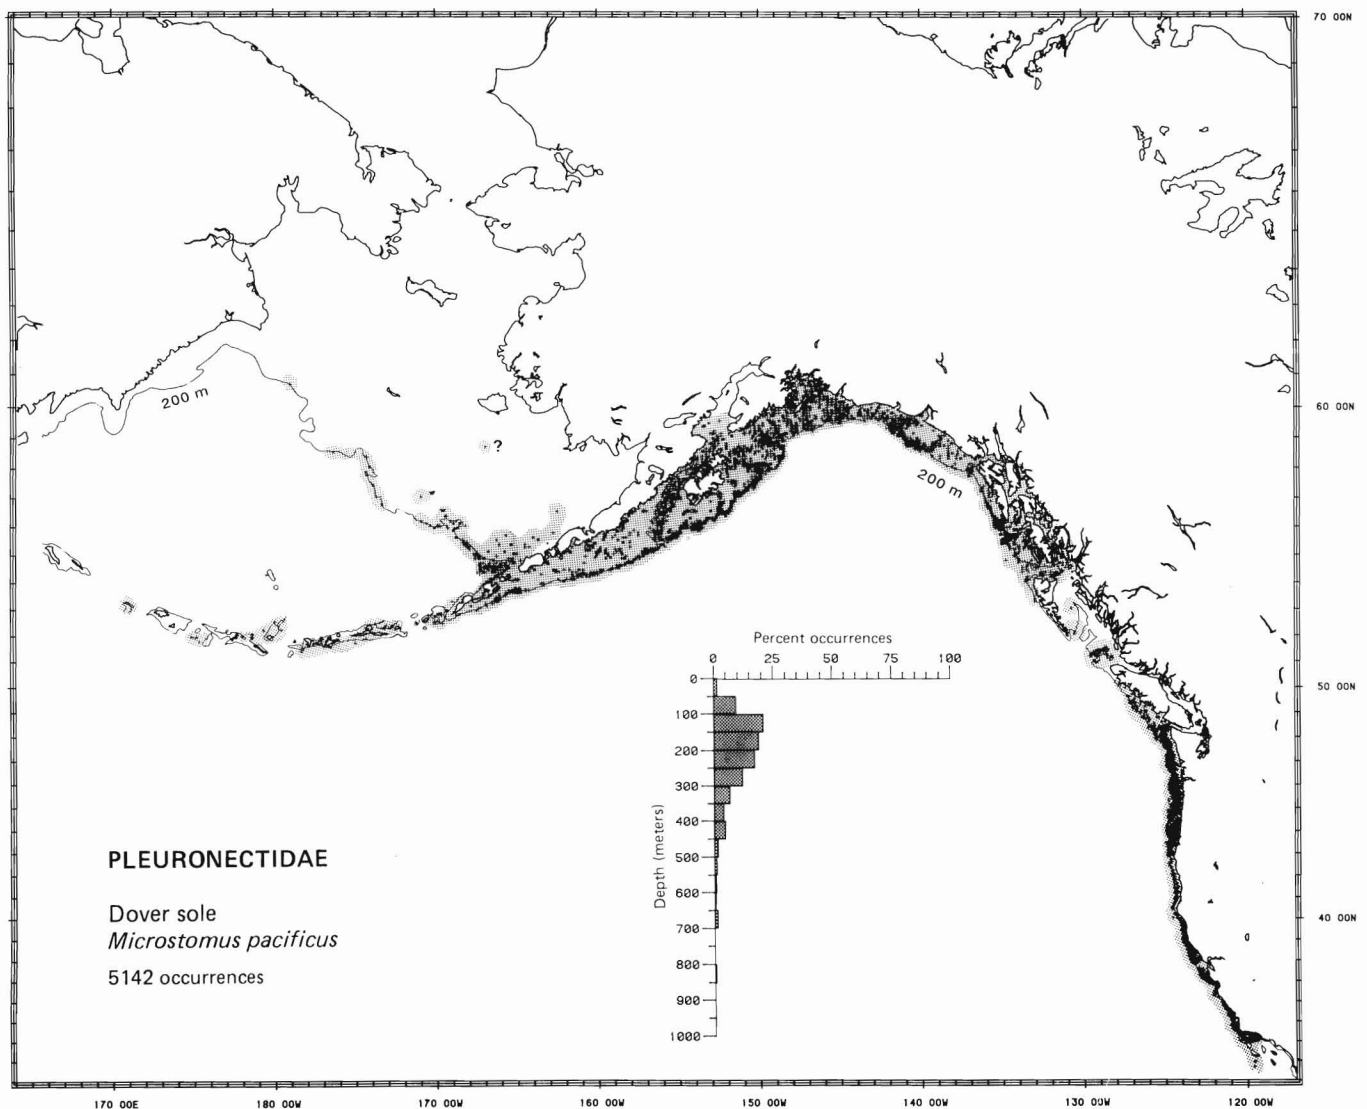 70 00N
200 m
60 00N
?
200 m
Percent occurrences
0 25 50 75 100
0
100
200
300
400
500
600
700
800
900
1000
Depth (meters)
50 00N
40 00N
PLEURONECTIDAE
Dover sole
Microstomus pacificus
5142 occurrences
170 00E 180 00W 170 00W 160 00W 150 00W 140 00W 130 00W 120 00W